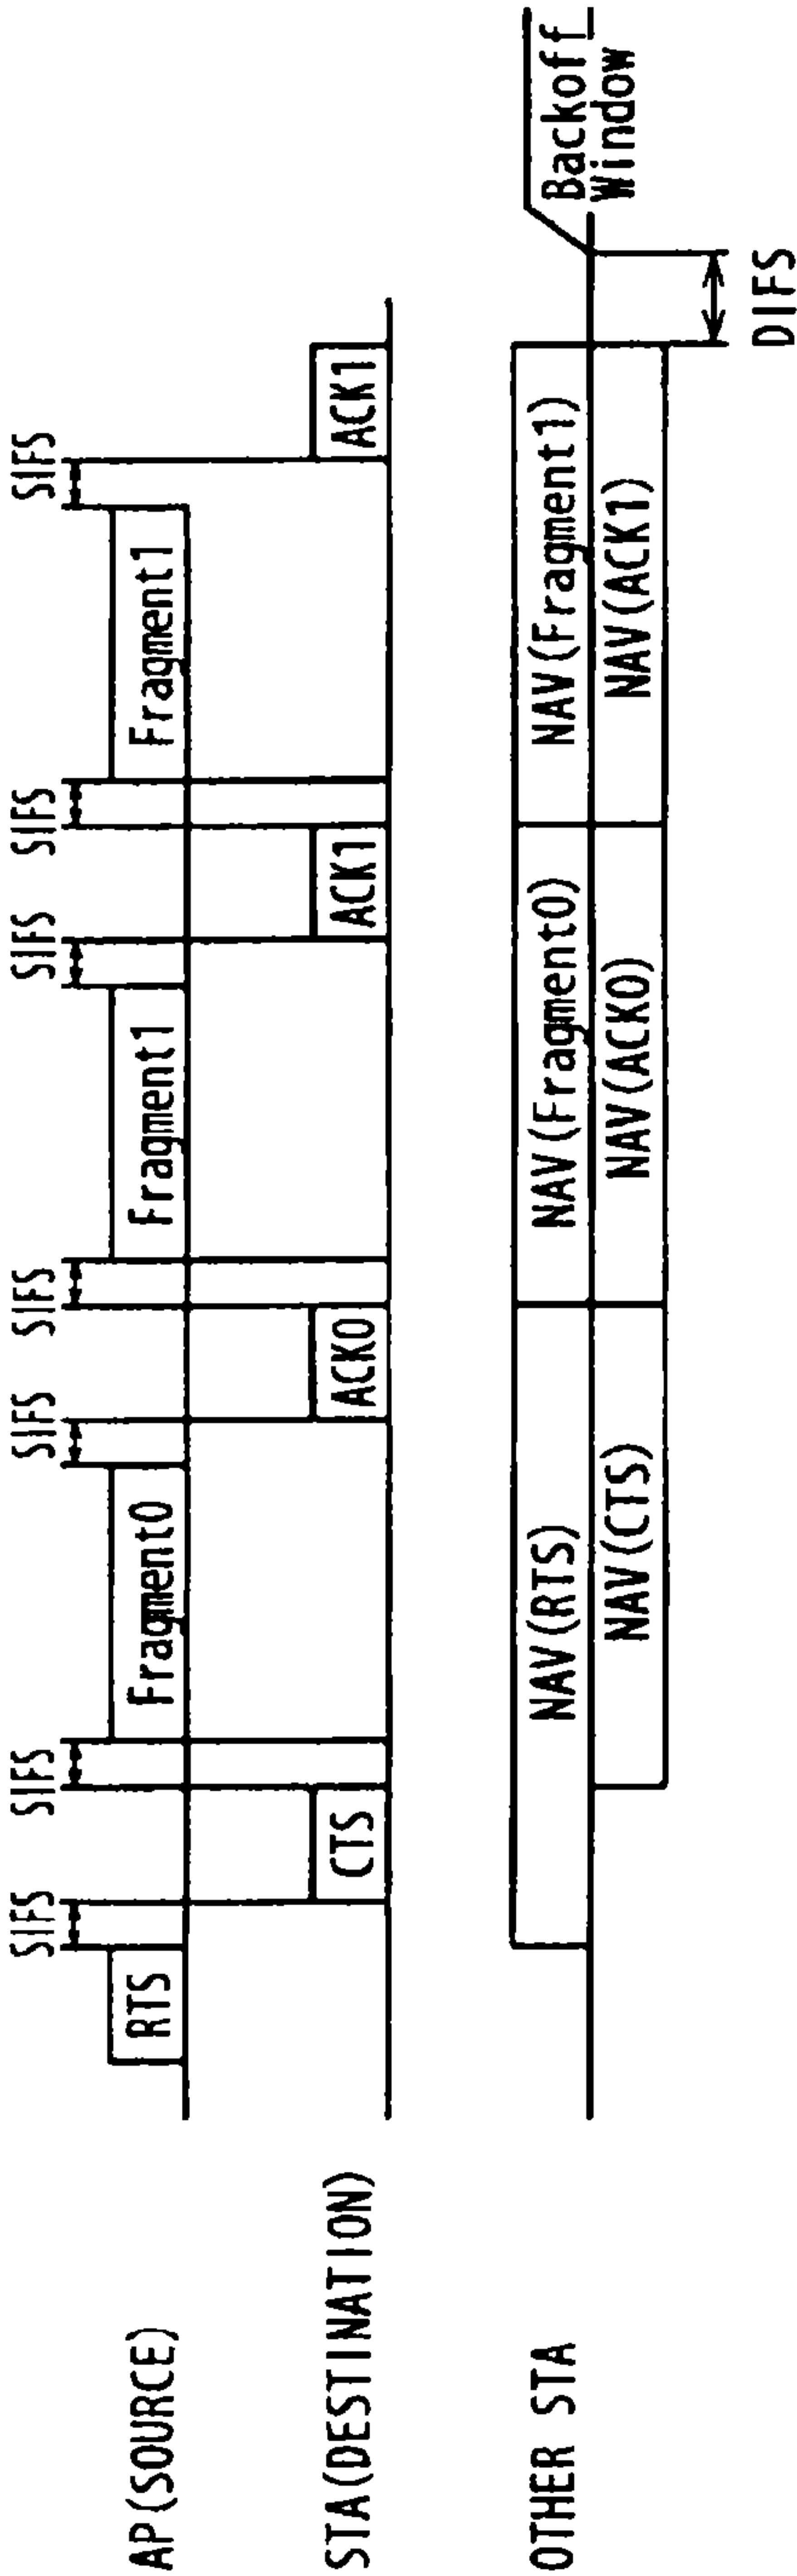 SIFS SIFS SIFS SIFS SIFS SIFS
AP(SOURCE) RTS Fragment0 Fragment1 Fragment1
STA(DESTINATION) CTS ACK0 ACK1 ACK1
OTHER STA NAV(RTS) NAV(Fragment0) NAV(Fragment1) Backoff
NAV(CTS) NAV(ACK0) NAV(ACK1) Window
DIFS